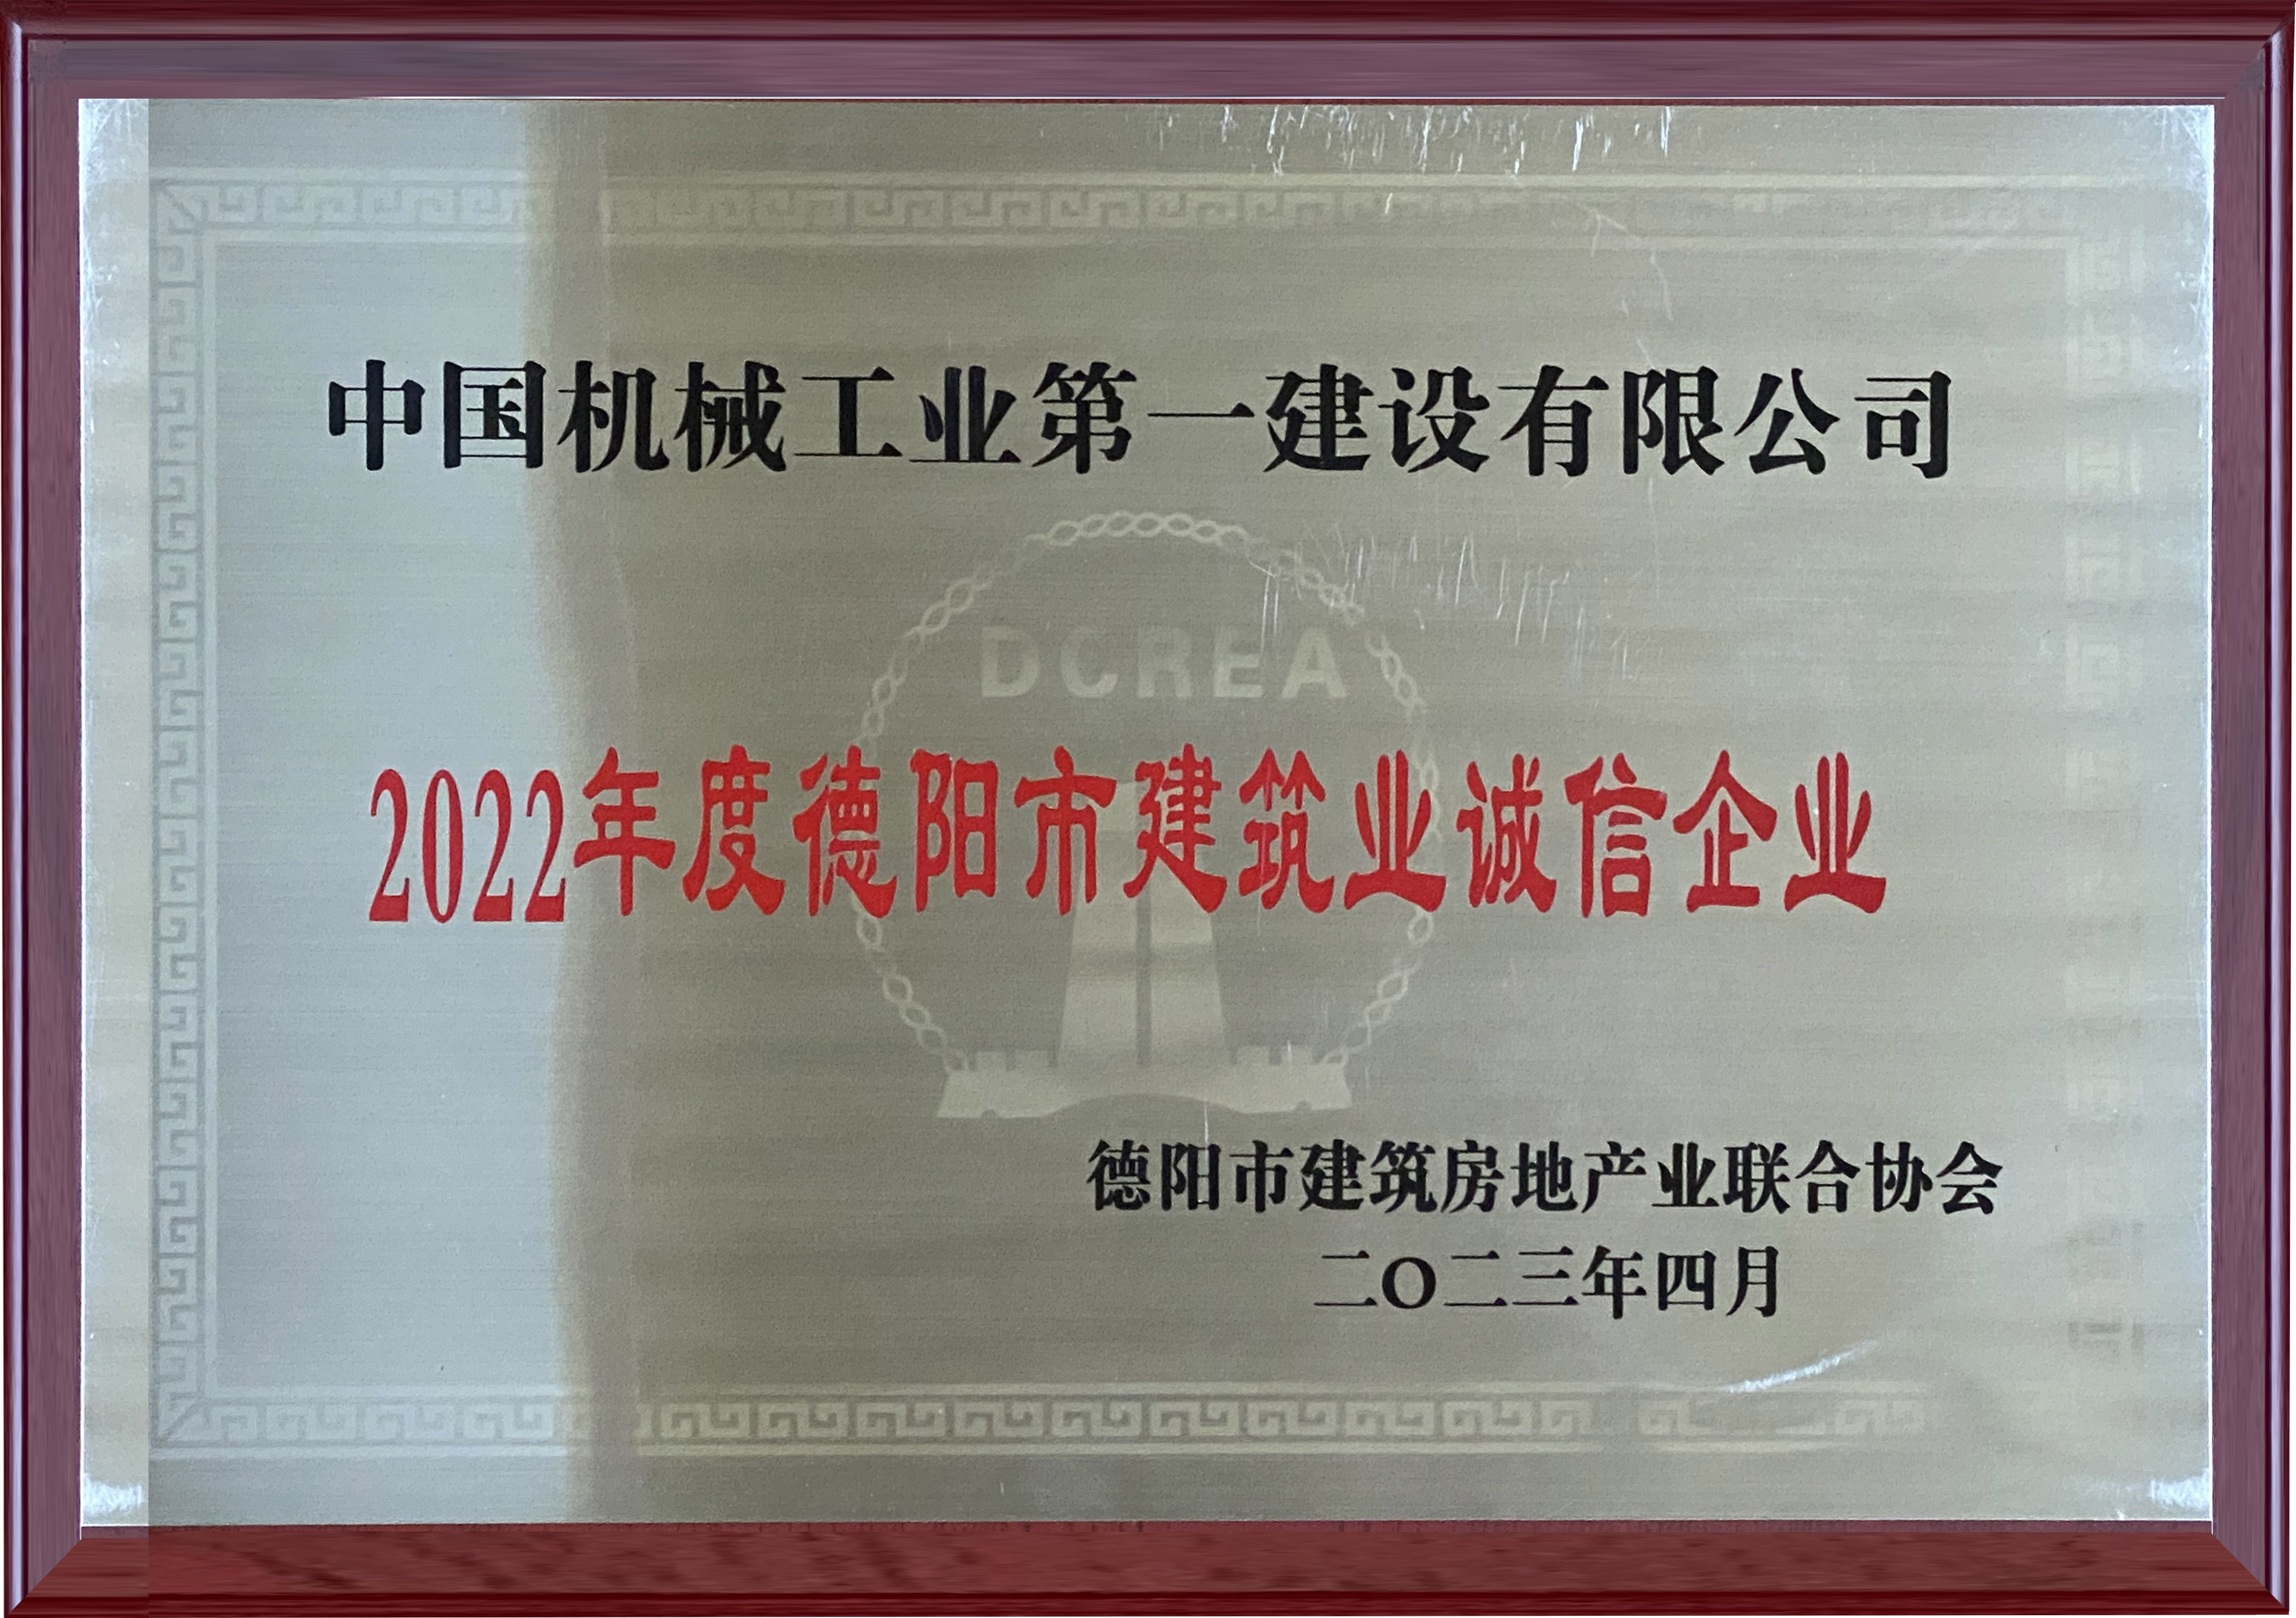 中国机械工业第一建设有限公司
DCREA
2022年度德阳市建筑业诚信企业
德阳市建筑房地产业联合协会
二O二三年四月